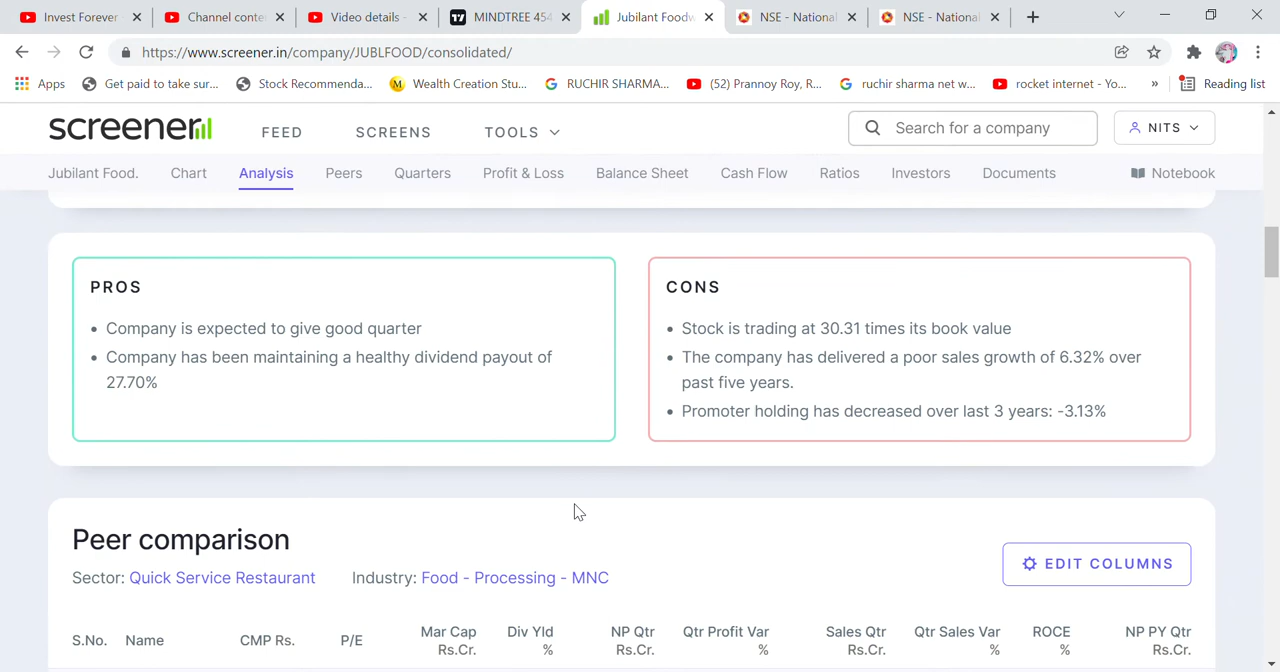 Invest Forever
Channel conte
Video details -
MINDTREE 454
Jubilant Foodw
NSE - National
NSE - National
https://www.screener.in/company/JUBLFOOD/consolidated/
Apps
Get paid to take sur...
Stock Recommenda...
Wealth Creation Stu...
RUCHIR SHARMA...
(52) Prannoy Roy, R...
ruchir sharma net w...
rocket internet - Yo...
»
Reading list
screener
FEED
SCREENS
TOOLS
Search for a company
NITS
Jubilant Food.
Chart
Analysis
Peers
Quarters
Profit & Loss
Balance Sheet
Cash Flow
Ratios
Investors
Documents
Notebook
PROS
• Company is expected to give good quarter
• Company has been maintaining a healthy dividend payout of
27.70%
CONS
• Stock is trading at 30.31 times its book value
• The company has delivered a poor sales growth of 6.32% over
past five years.
• Promoter holding has decreased over last 3 years: -3.13%
Peer comparison
Sector: Quick Service Restaurant
Industry: Food - Processing - MNC
EDIT COLUMNS
S.No.
Name
CMP Rs.
P/E
Mar Cap
Rs.Cr.
Div Yld
%
NP Qtr
Rs.Cr.
Qtr Profit Var
%
Sales Qtr
Rs.Cr.
Qtr Sales Var
%
ROCE
%
NP PY Qtr
Rs.Cr.